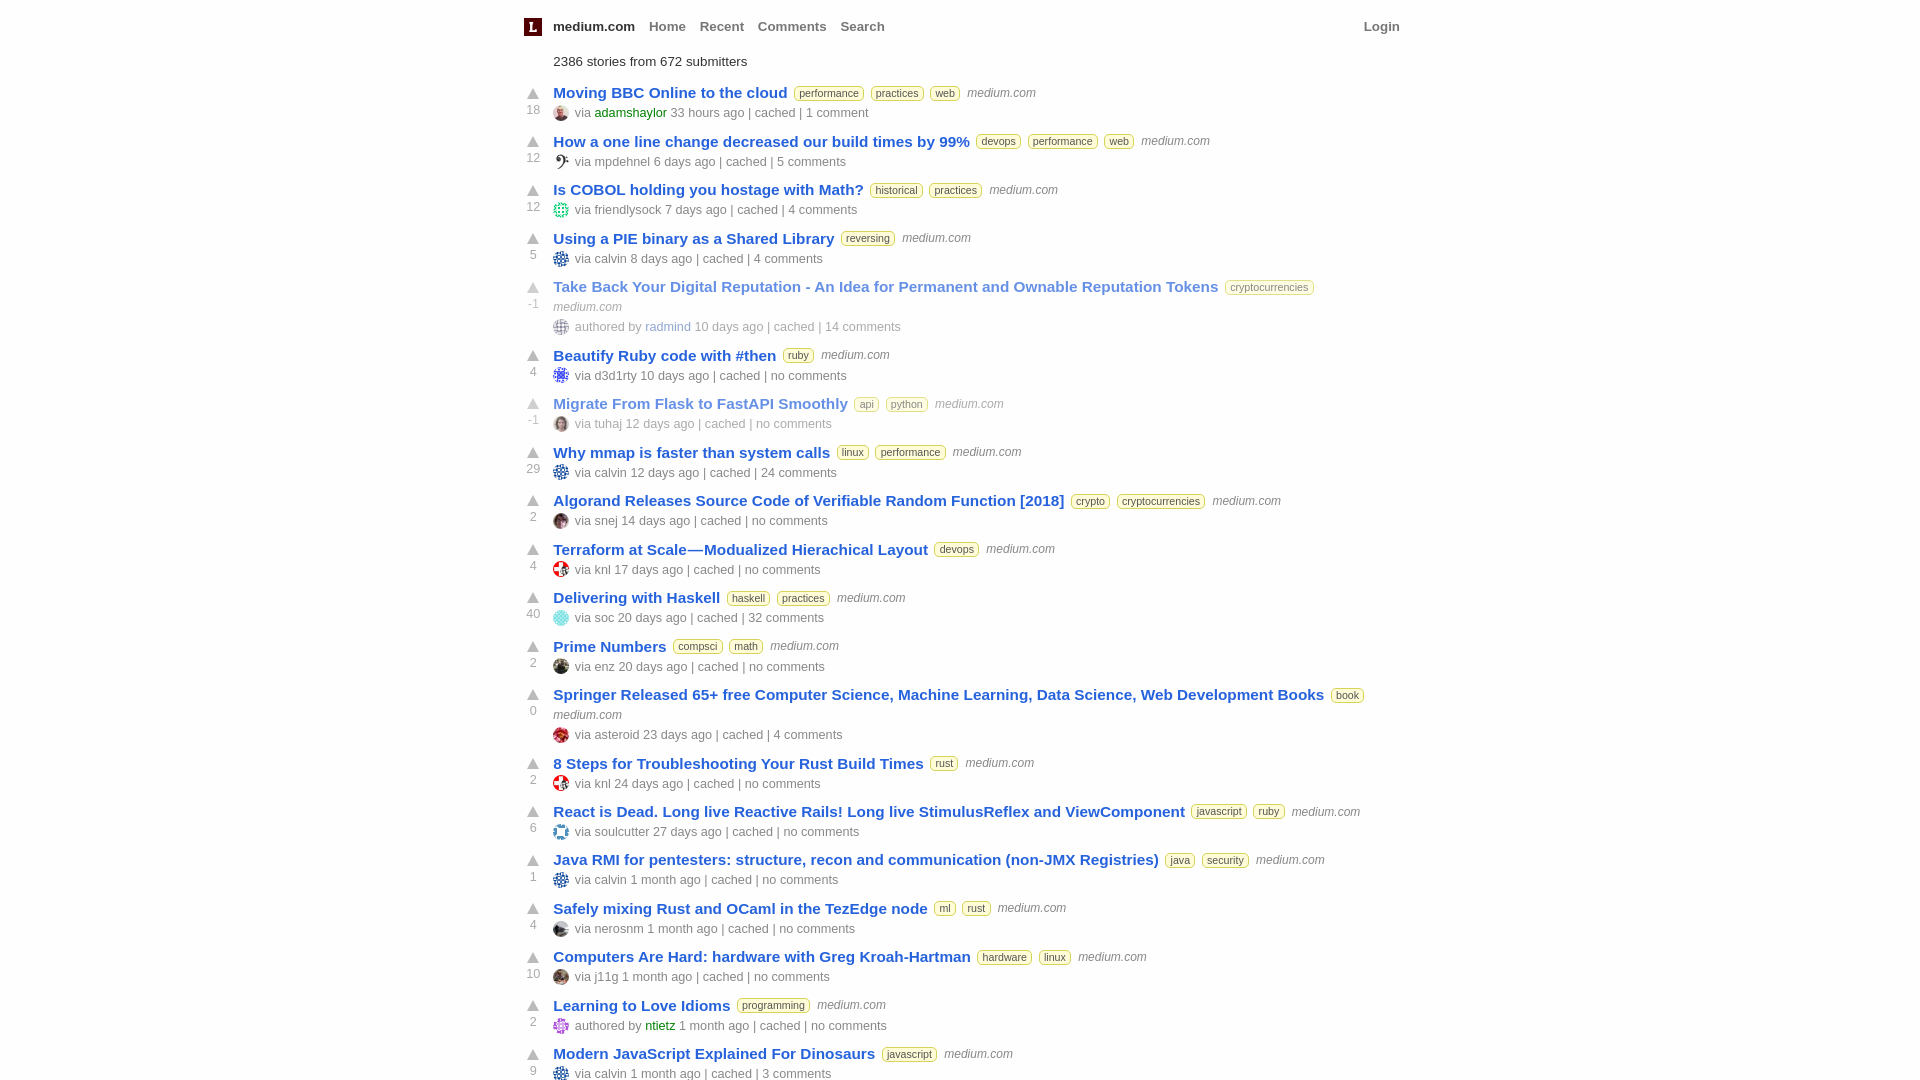 L medium.com Home Recent Comments Search Login
2386 stories from 672 submitters
Moving BBC Online to the cloud performance practices web medium.com
18 via adamshaylor 33 hours ago | cached | 1 comment
How a one line change decreased our build times by 99% devops performance web medium.com
12 via mpdehnel 6 days ago | cached | 5 comments
Is COBOL holding you hostage with Math? historical practices medium.com
12 via friendlysock 7 days ago | cached | 4 comments
Using a PIE binary as a Shared Library reversing medium.com
5 via calvin 8 days ago | cached | 4 comments
Take Back Your Digital Reputation - An Idea for Permanent and Ownable Reputation Tokens cryptocurrencies
-1 medium.com
authored by radmind 10 days ago | cached | 14 comments
Beautify Ruby code with #then ruby medium.com
4 via d3d1rty 10 days ago | cached | no comments
Migrate From Flask to FastAPI Smoothly api python medium.com
-1 via tuhaj 12 days ago | cached | no comments
Why mmap is faster than system calls linux performance medium.com
29 via calvin 12 days ago | cached | 24 comments
Algorand Releases Source Code of Verifiable Random Function [2018] crypto cryptocurrencies medium.com
2 via snej 14 days ago | cached | no comments
Terraform at Scale — Modualized Hierachical Layout devops medium.com
4 via knl 17 days ago | cached | no comments
Delivering with Haskell haskell practices medium.com
40 via soc 20 days ago | cached | 32 comments
Prime Numbers compsci math medium.com
2 via enz 20 days ago | cached | no comments
Springer Released 65+ free Computer Science, Machine Learning, Data Science, Web Development Books book
0 medium.com
via asteroid 23 days ago | cached | 4 comments
8 Steps for Troubleshooting Your Rust Build Times rust medium.com
2 via knl 24 days ago | cached | no comments
React is Dead. Long live Reactive Rails! Long live StimulusReflex and ViewComponent javascript ruby medium.com
6 via soulcutter 27 days ago | cached | no comments
Java RMI for pentesters: structure, recon and communication (non-JMX Registries) java security medium.com
1 via calvin 1 month ago | cached | no comments
Safely mixing Rust and OCaml in the TezEdge node ml rust medium.com
4 via nerosnm 1 month ago | cached | no comments
Computers Are Hard: hardware with Greg Kroah-Hartman hardware linux medium.com
10 via j11g 1 month ago | cached | no comments
Learning to Love Idioms programming medium.com
2 authored by ntietz 1 month ago | cached | no comments
Modern JavaScript Explained For Dinosaurs javascript medium.com
9 via calvin 1 month ago | cached | 3 comments